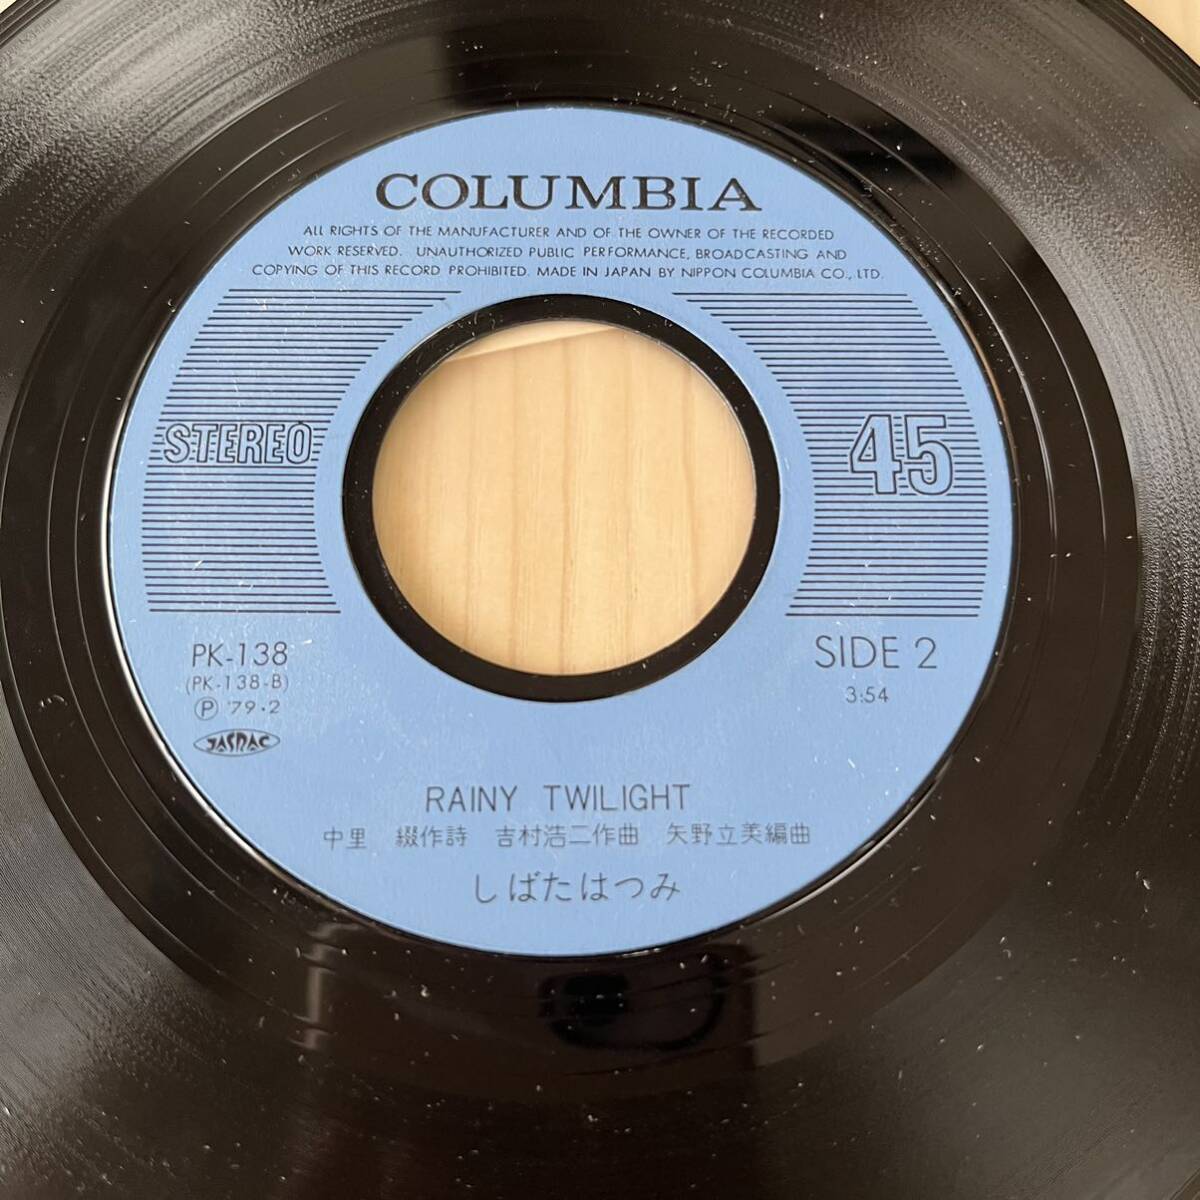 COLUMBIA
ALL RIGHTS OF THE MANUFACTURER AND OF THE OWNER OF THE RECORDED
WORK RESERVED. UNAUTHORIZED PUBLIC PERFORMANCE, BROADCASTING AND
COPYING OF THIS RECORD PROHIBITED. MADE IN JAPAN BY NIPPON COLUMBIA CO., LTD.
STEREO
45
PK-138
(PK-138-B)
Ⓟ '79・2
JASRAC
SIDE 2
3:54
RAINY TWILIGHT
中里 綴作詩 吉村浩二作曲 矢野立美編曲
しばたはつみ